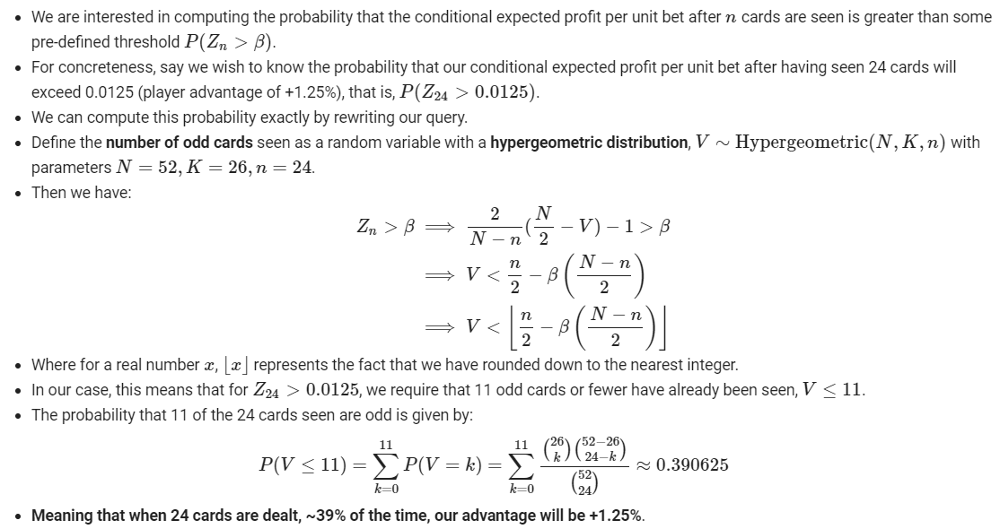 • We are interested in computing the probability that the conditional expected profit per unit bet after $n$ cards are seen is greater than some
pre-defined threshold $P(Z_n > \beta)$.
• For concreteness, say we wish to know the probability that our conditional expected profit per unit bet after having seen 24 cards will
exceed 0.0125 (player advantage of +1.25%), that is, $P(Z_{24} > 0.0125)$.
• We can compute this probability exactly by rewriting our query.
• Define the number of odd cards seen as a random variable with a hypergeometric distribution, $V \sim \text{Hypergeometric}(N, K, n)$ with
parameters $N = 52, K = 26, n = 24$.
• Then we have:
$Z_n > \beta \implies \frac{2}{N-n}(\frac{N}{2} - V) - 1 > \beta$
$\implies V < \frac{n}{2} - \beta \left(\frac{N-n}{2}\right)$
$\implies V < \left\lfloor \frac{n}{2} - \beta \left(\frac{N-n}{2}\right) \right\rfloor$
• Where for a real number $x$, $\lfloor x \rfloor$ represents the fact that we have rounded down to the nearest integer.
• In our case, this means that for $Z_{24} > 0.0125$, we require that 11 odd cards or fewer have already been seen, $V \leq 11$.
• The probability that 11 of the 24 cards seen are odd is given by:
$P(V \leq 11) = \sum_{k=0}^{11} P(V = k) = \sum_{k=0}^{11} \frac{\binom{26}{k}\binom{52-26}{24-k}}{\binom{52}{24}} \approx 0.390625$
• Meaning that when 24 cards are dealt, ~39% of the time, our advantage will be +1.25%.